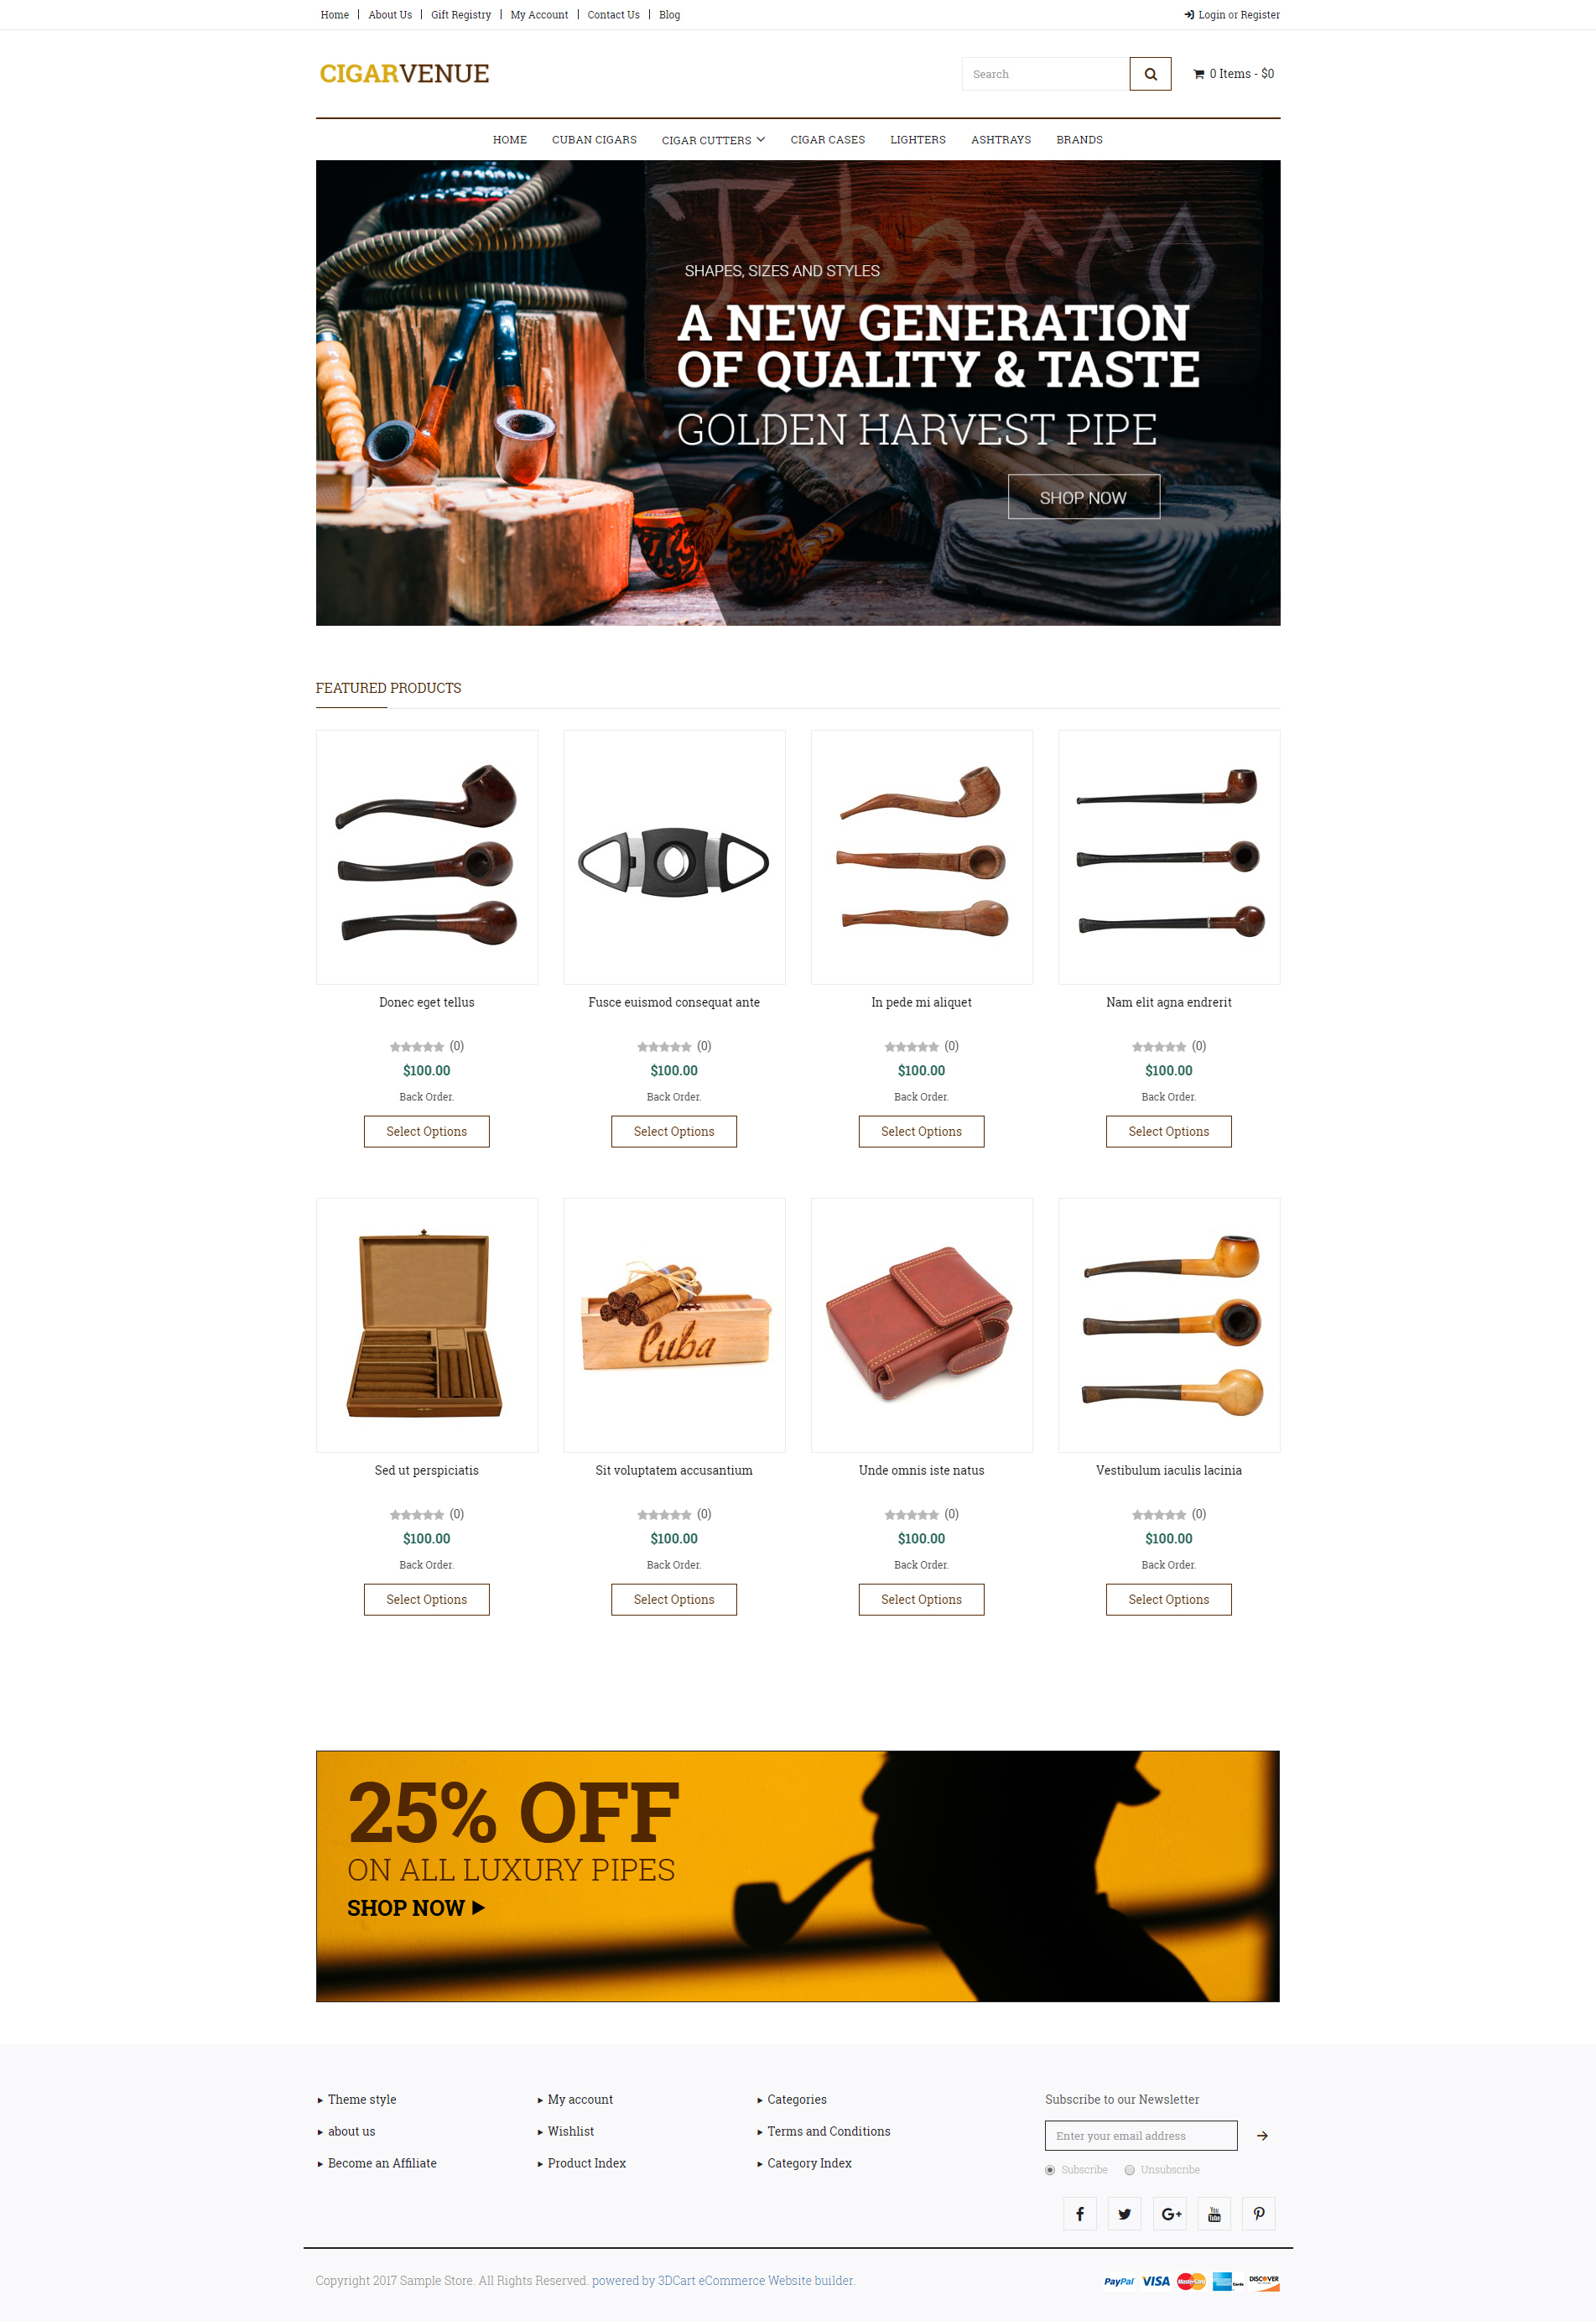 Home
About Us
Gift Registry
My Account
Contact Us
Blog
Login or Register
CIGARVENUE
Search
0 Items - $0
HOME
CUBAN CIGARS
CIGAR CUTTERS
CIGAR CASES
LIGHTERS
ASHTRAYS
BRANDS
Tobacco
SHAPES, SIZES AND STYLES
A NEW GENERATION
OF QUALITY & TASTE
GOLDEN HARVEST PIPE
SHOP NOW
FEATURED PRODUCTS
Donec eget tellus
(0)
$100.00
Back Order.
Select Options
Fusce euismod consequat ante
(0)
$100.00
Back Order.
Select Options
In pede mi aliquet
(0)
$100.00
Back Order.
Select Options
Nam elit agna endrerit
(0)
$100.00
Back Order.
Select Options
Sed ut perspiciatis
(0)
$100.00
Back Order.
Select Options
Cuba
Sit voluptatem accusantium
(0)
$100.00
Back Order.
Select Options
Unde omnis iste natus
(0)
$100.00
Back Order.
Select Options
Vestibulum iaculis lacinia
(0)
$100.00
Back Order.
Select Options
25% OFF
ON ALL LUXURY PIPES
SHOP NOW
Theme style
about us
Become an Affiliate
My account
Wishlist
Product Index
Categories
Terms and Conditions
Category Index
Subscribe to our Newsletter
Enter your email address
Subscribe
Unsubscribe
You Tube
Copyright 2017 Sample Store. All Rights Reserved. powered by 3DCart eCommerce Website builder.
PayPal
VISA
MasterCard
Cards
DISCOVER